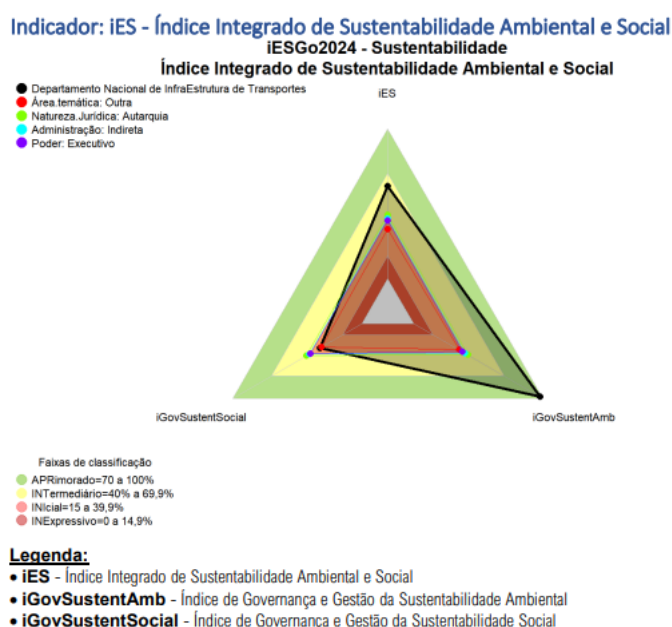 Indicador: iES - Índice Integrado de Sustentabilidade Ambiental e Social
iESGo2024 - Sustentabilidade
Índice Integrado de Sustentabilidade Ambiental e Social
Departamento Nacional de InfraEstrutura de Transportes
Área.temática: Outra
Natureza.Jurídica: Autarquia
Administração: Indireta
Poder: Executivo
iES
iGovSustentSocial
iGovSustentAmb
Faixas de classificação
APRimorado=70 a 100%
INTermediário=40% a 69,9%
INIcial=15 a 39,9%
INExpressivo=0 a 14,9%
Legenda:
• iES - Índice Integrado de Sustentabilidade Ambiental e Social
• iGovSustentAmb - Índice de Governança e Gestão da Sustentabilidade Ambiental
• iGovSustentSocial - Índice de Governança e Gestão da Sustentabilidade Social